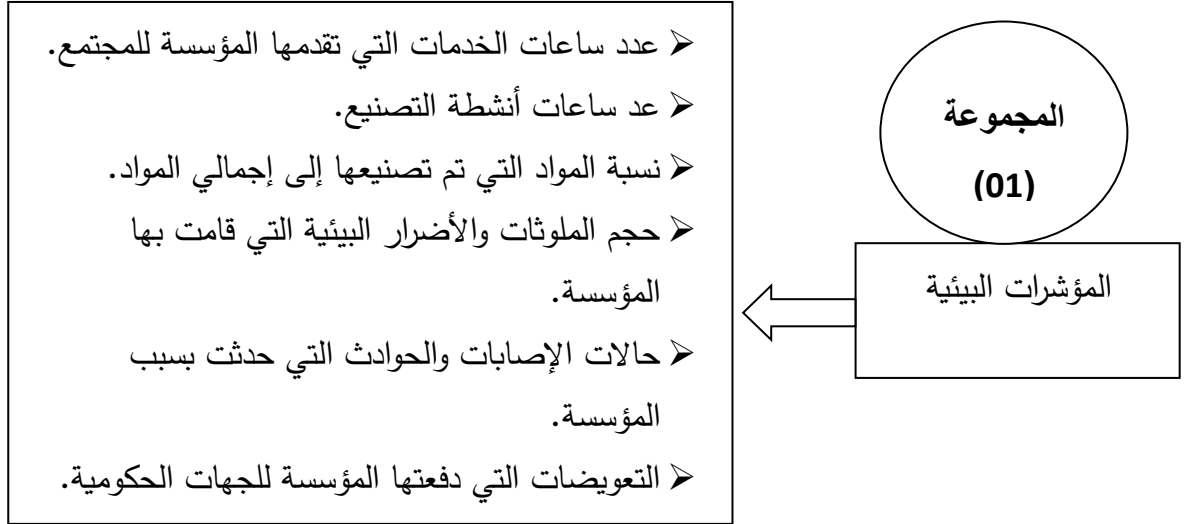 المجموعة
(01)
المؤشرات البيئية
⮚ عدد ساعات الخدمات التي تقدمها المؤسسة للمجتمع.
⮚ عد ساعات أنشطة التصنيع.
⮚ نسبة المواد التي تم تصنيعها إلى إجمالي المواد.
⮚ حجم الملوثات والأضرار البيئية التي قامت بها
المؤسسة.
⮚ حالات الإصابات والحوادث التي حدثت بسبب
المؤسسة.
⮚ التعويضات التي دفعتها المؤسسة للجهات الحكومية.